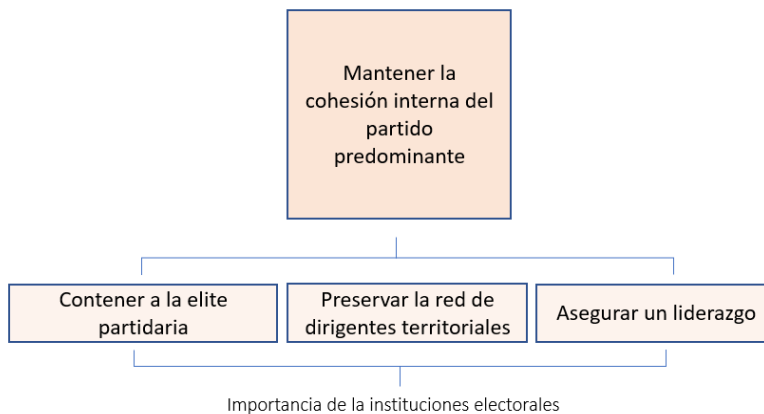 Mantener la
cohesión interna del
partido
predominante
Contener a la elite
partidaria
Preservar la red de
dirigentes territoriales
Asegurar un liderazgo
Importancia de la instituciones electorales